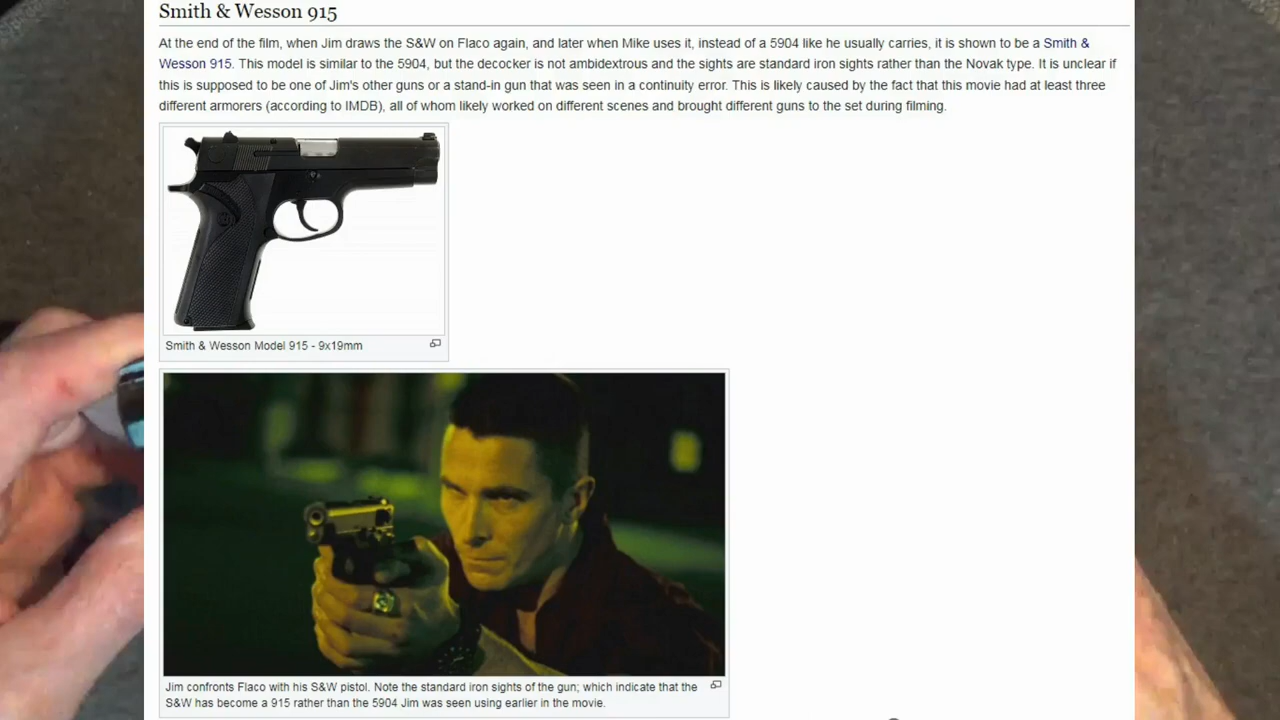 Smith & Wesson 915
At the end of the film, when Jim draws the S&W on Flaco again, and later when Mike uses it, instead of a 5904 like he usually carries, it is shown to be a Smith &
Wesson 915. This model is similar to the 5904, but the decocker is not ambidextrous and the sights are standard iron sights rather than the Novak type. It is unclear if
this is supposed to be one of Jim's other guns or a stand-in gun that was seen in a continuity error. This is likely caused by the fact that this movie had at least three
different armorers (according to IMDB), all of whom likely worked on different scenes and brought different guns to the set during filming.
Smith & Wesson Model 915 - 9x19mm
Jim confronts Flaco with his S&W pistol. Note the standard iron sights of the gun; which indicate that the
S&W has become a 915 rather than the 5904 Jim was seen using earlier in the movie.